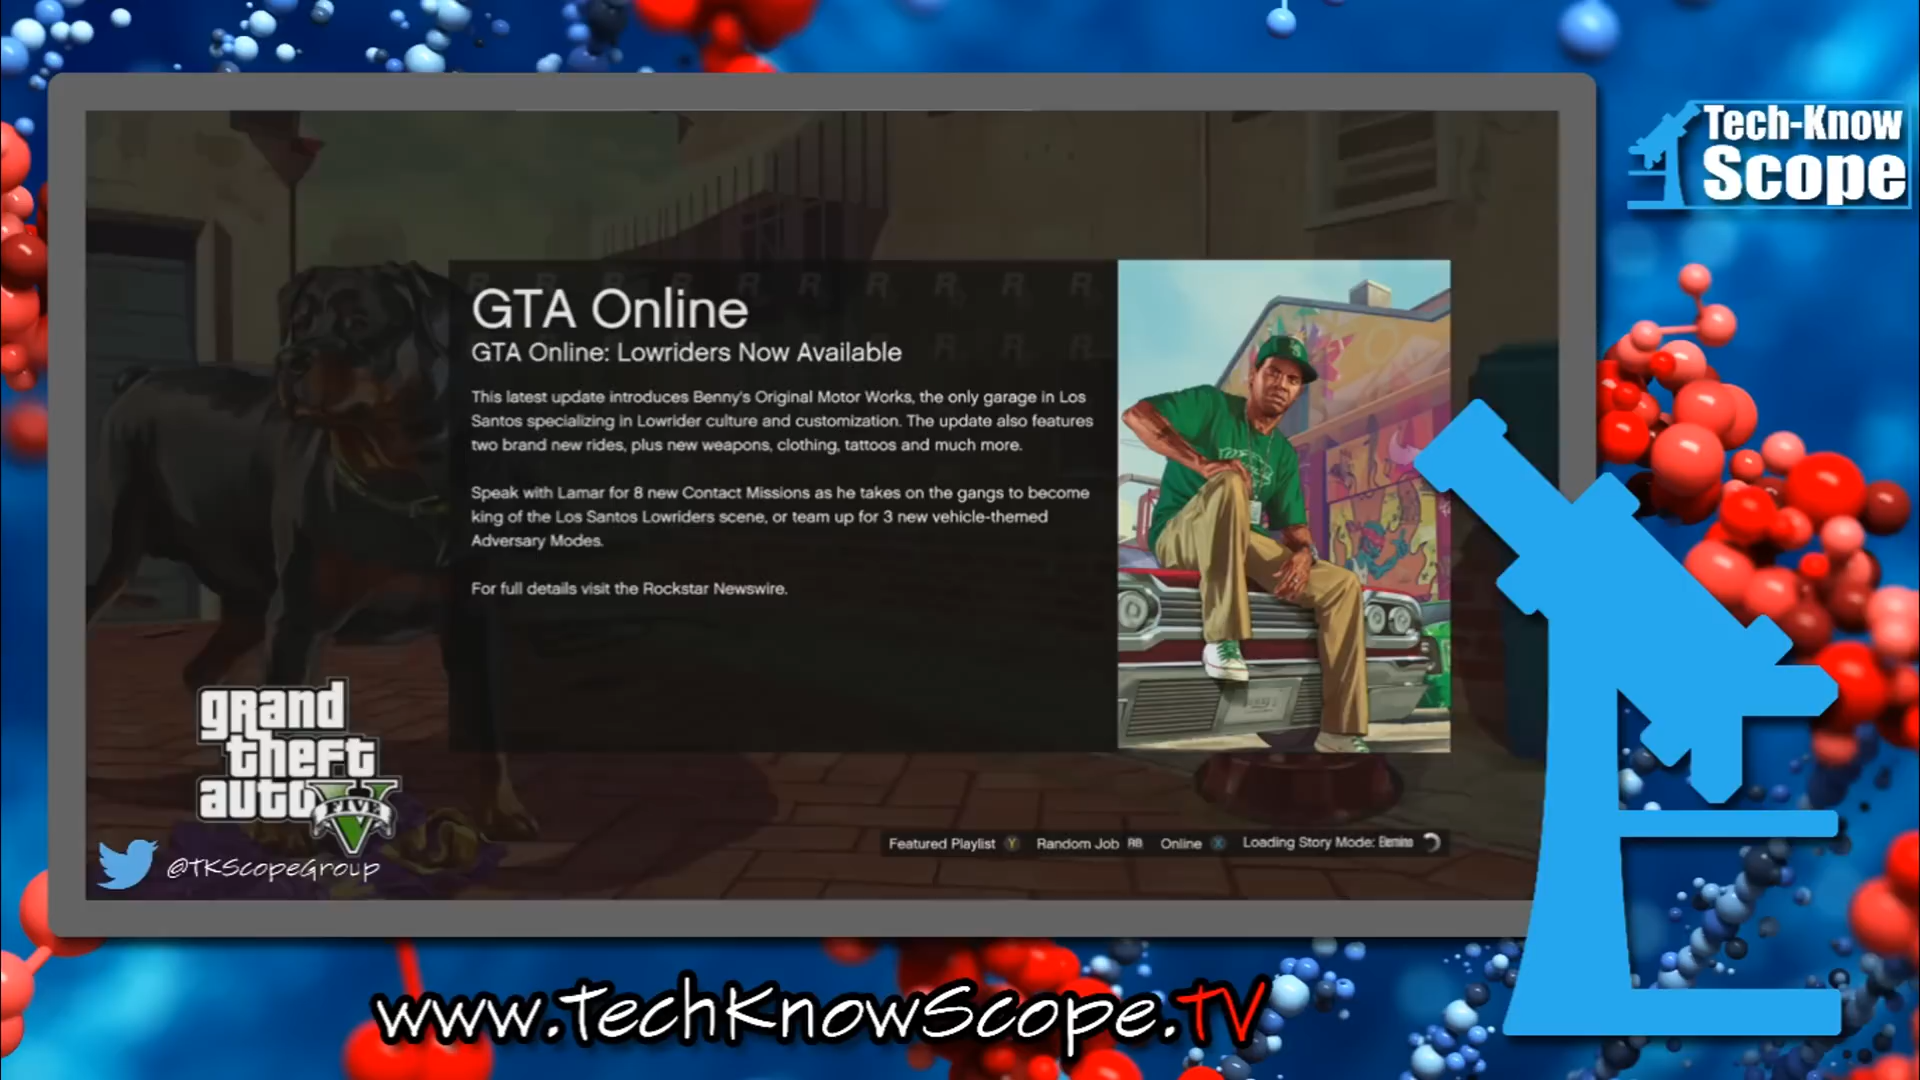 Tech-Know
Scope
GTA Online
GTA Online: Lowriders Now Available
This latest update introduces Benny's Original Motor Works, the only garage in Los
Santos specializing in Lowrider culture and customization. The update also features
two brand new rides, plus new weapons, clothing, tattoos and much more.
Speak with Lamar for 8 new Contact Missions as he takes on the gangs to become
king of the Los Santos Lowriders scene, or team up for 3 new vehicle-themed
Adversary Modes.
For full details visit the Rockstar Newswire.
grand
theft
auto
FIVE
V
Featured Playlist Y Random Job RB Online X Loading Story Mode:
@TKScopeGroup
www.TechKnowScope.TV